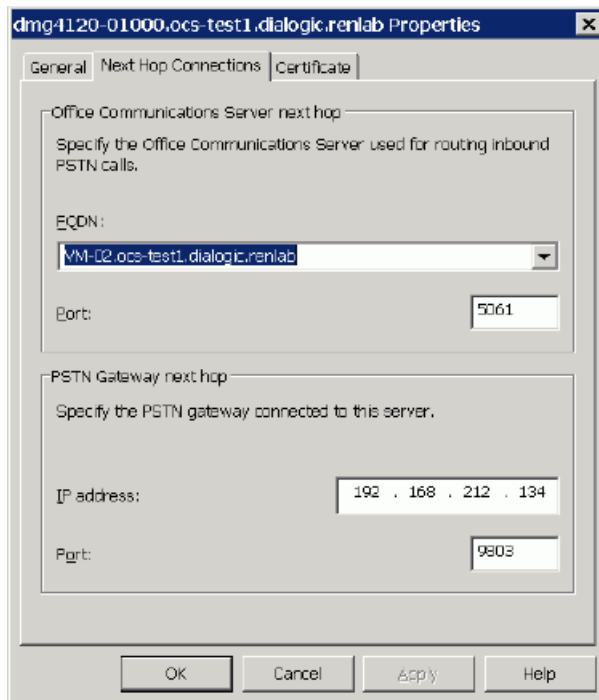 dmg4120-01000.ocs-test1.dialogic.renlab Properties
General Next Hop Connections Certificate
Office Communications Server next hop
Specify the Office Communications Server used for routing inbound
PSTN calls.
FQDN:
VM-02.ocs-test1.dialogic.renlab
Port:
5061
PSTN Gateway next hop
Specify the PSTN gateway connected to this server.
IP address:
192 . 168 . 212 . 134
Port:
9803
OK Cancel Apply Help